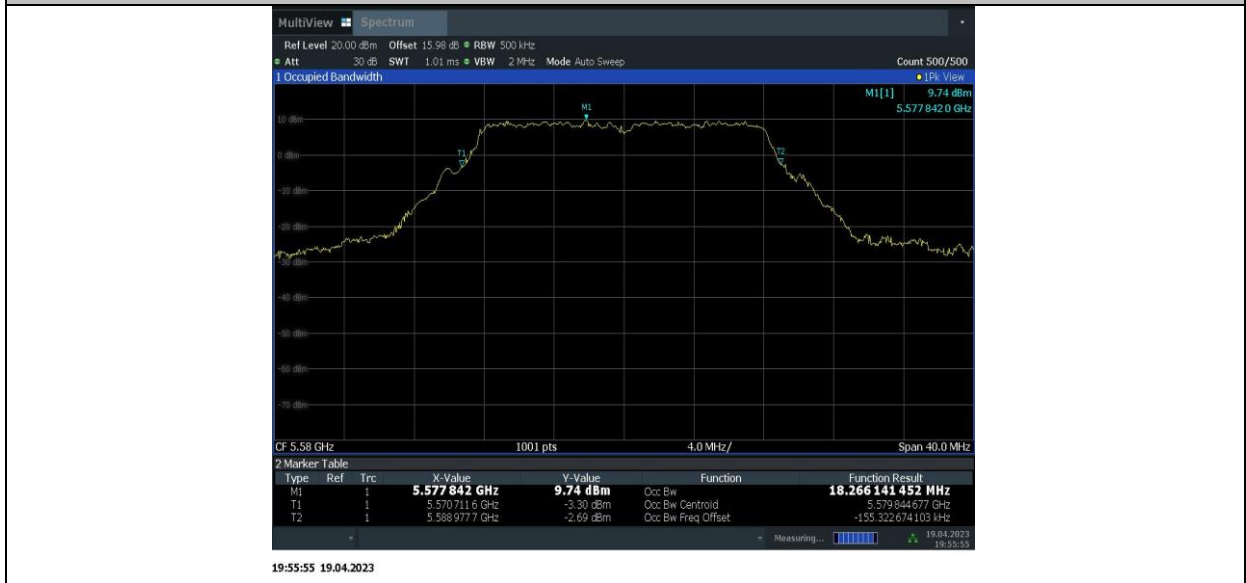 MultiView Spectrum
Ref Level 20.00 dBm Offset 15.98 dB RBW 500 kHz
Att 30 dB SWT 1.01 ms VBW 2 MHz Mode Auto Sweep Count 500/500
1 Occupied Bandwidth 1Pk View
M1[1] 9.74 dBm
5.577 842 0 GHz
M1
10 dBm
T1
T2
0 dBm
-10 dBm
-20 dBm
-30 dBm
-40 dBm
-50 dBm
-60 dBm
-70 dBm
CF 5.58 GHz 1001 pts 4.0 MHz/ Span 40.0 MHz
2 Marker Table
Type Ref Trc X-Value Y-Value Function Function Result
M1 1 5.577 842 GHz 9.74 dBm Occ Bw 18.266 141 452 MHz
T1 1 5.570 711 6 GHz -3.30 dBm Occ Bw Centroid 5.579 844 677 GHz
T2 1 5.588 977 7 GHz -2.69 dBm Occ Bw Freq Offset -155.322 674 103 kHz
Measuring... 19.04.2023
19:55:55
19:55:55 19.04.2023